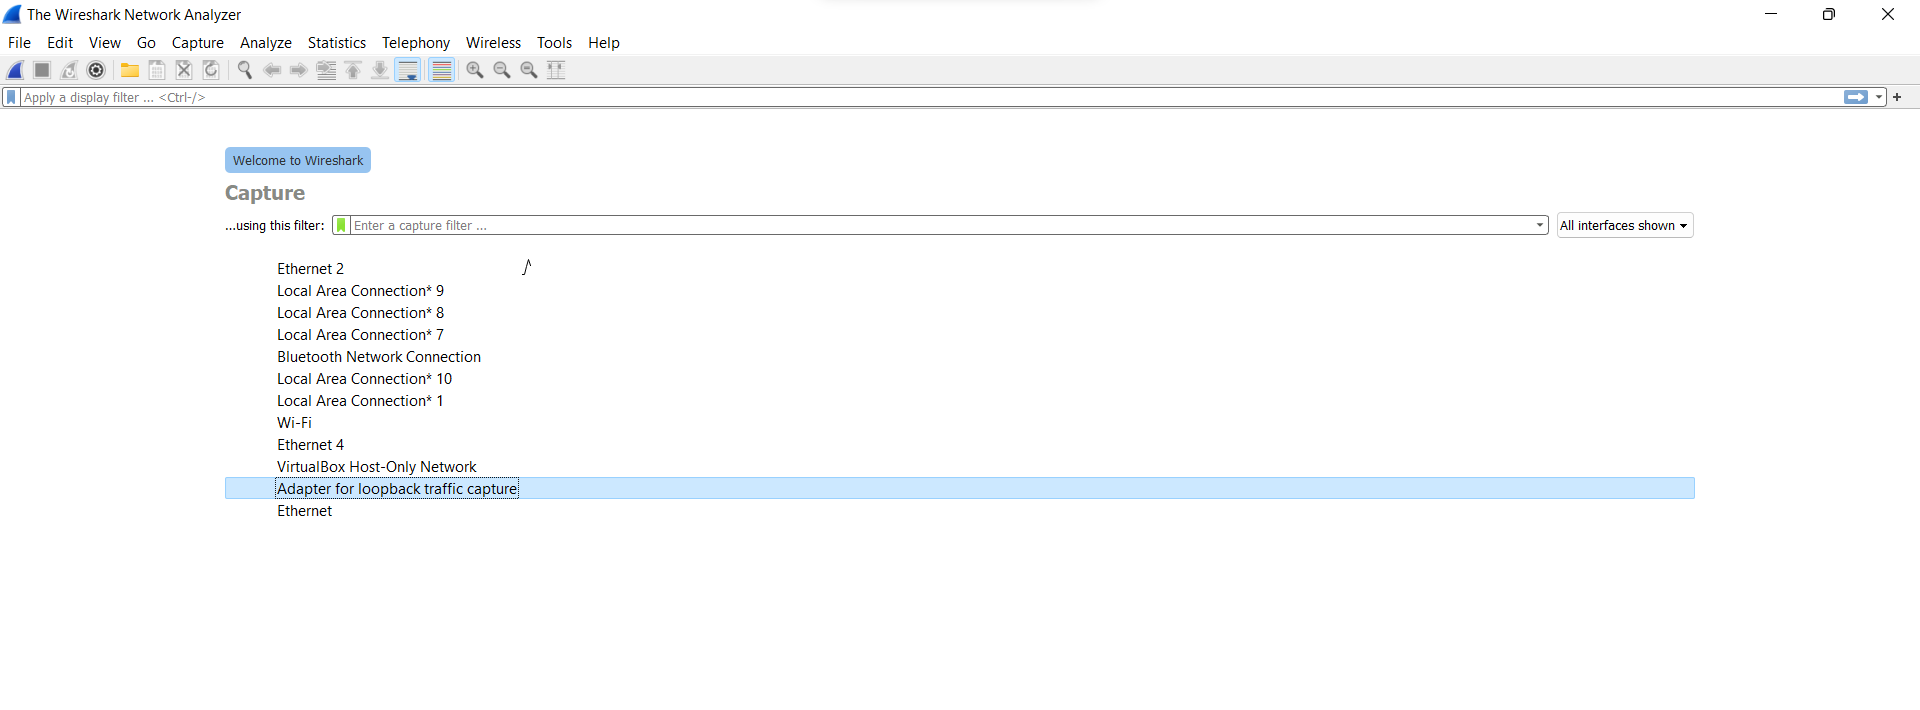 The Wireshark Network Analyzer
File Edit View Go Capture Analyze Statistics Telephony Wireless Tools Help
Apply a display filter ... <Ctrl-/>
Welcome to Wireshark
Capture
...using this filter: Enter a capture filter ... All interfaces shown
Ethernet 2
Local Area Connection* 9
Local Area Connection* 8
Local Area Connection* 7
Bluetooth Network Connection
Local Area Connection* 10
Local Area Connection* 1
Wi-Fi
Ethernet 4
VirtualBox Host-Only Network
Adapter for loopback traffic capture
Ethernet